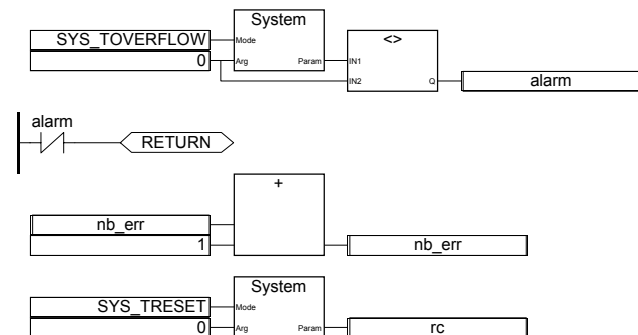 System
<>
SYS_TOVERFLOW
Mode
0
Arg
Param
IN1
IN2
Q
alarm
alarm
RETURN
+
nb_err
1
nb_err
System
SYS_TRESET
Mode
0
Arg
Param
rc